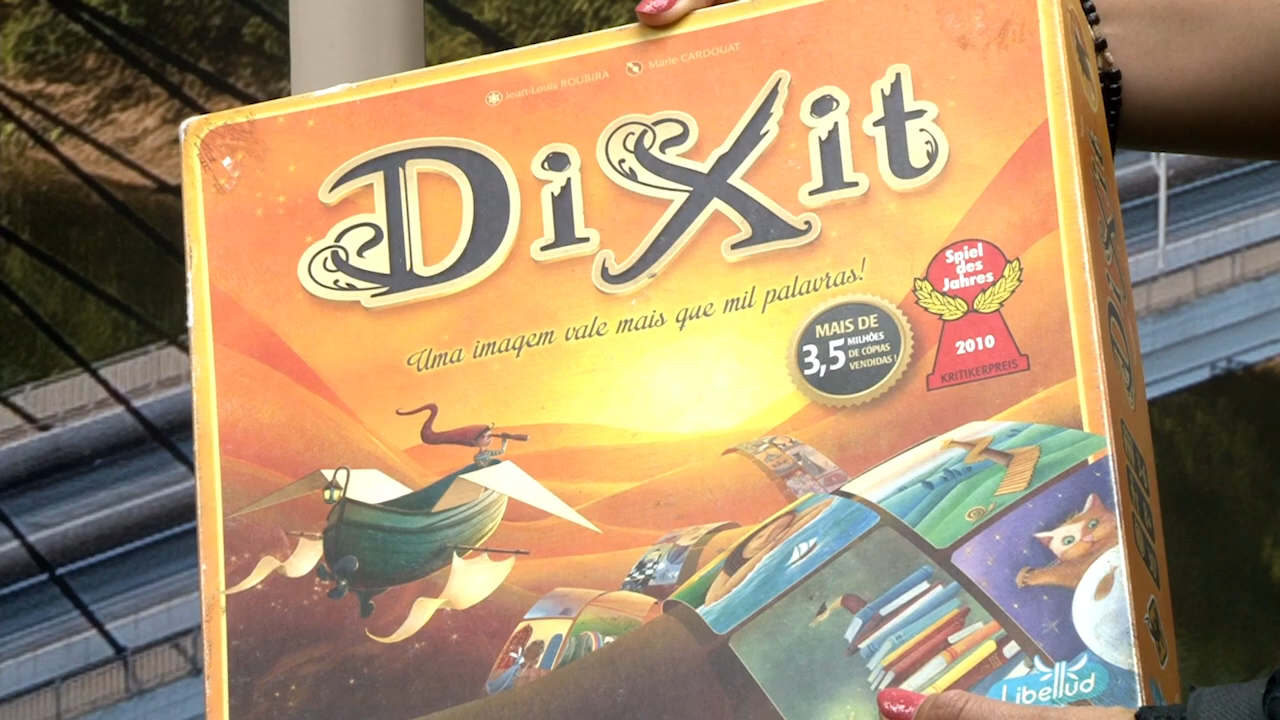 Jean-Louis ROUBIRA Marie CARDOUAT
Dixit
Uma imagem vale mais que mil palavras!
MAIS DE
3,5 MILHÕES
DE CÓPIAS
VENDIDAS!
Spiel
des
Jahres
2010
KRITIKERPREIS
Libellud
Dixit